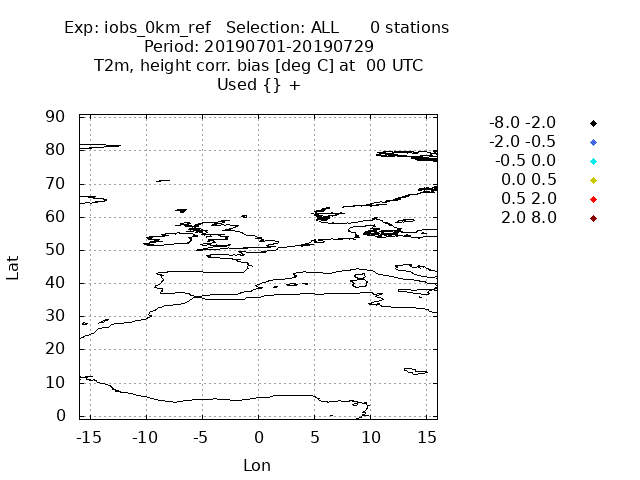 Exp: iobs_0km_ref   Selection: ALL      0 stations
Period: 20190701-20190729
T2m, height corr. bias [deg C] at  00 UTC
Used {} +
90
80
70
60
50
40
30
20
10
0
Lat
-15 -10 -5 0 5 10 15
Lon
-8.0 -2.0
-2.0 -0.5
-0.5 0.0
0.0 0.5
0.5 2.0
2.0 8.0